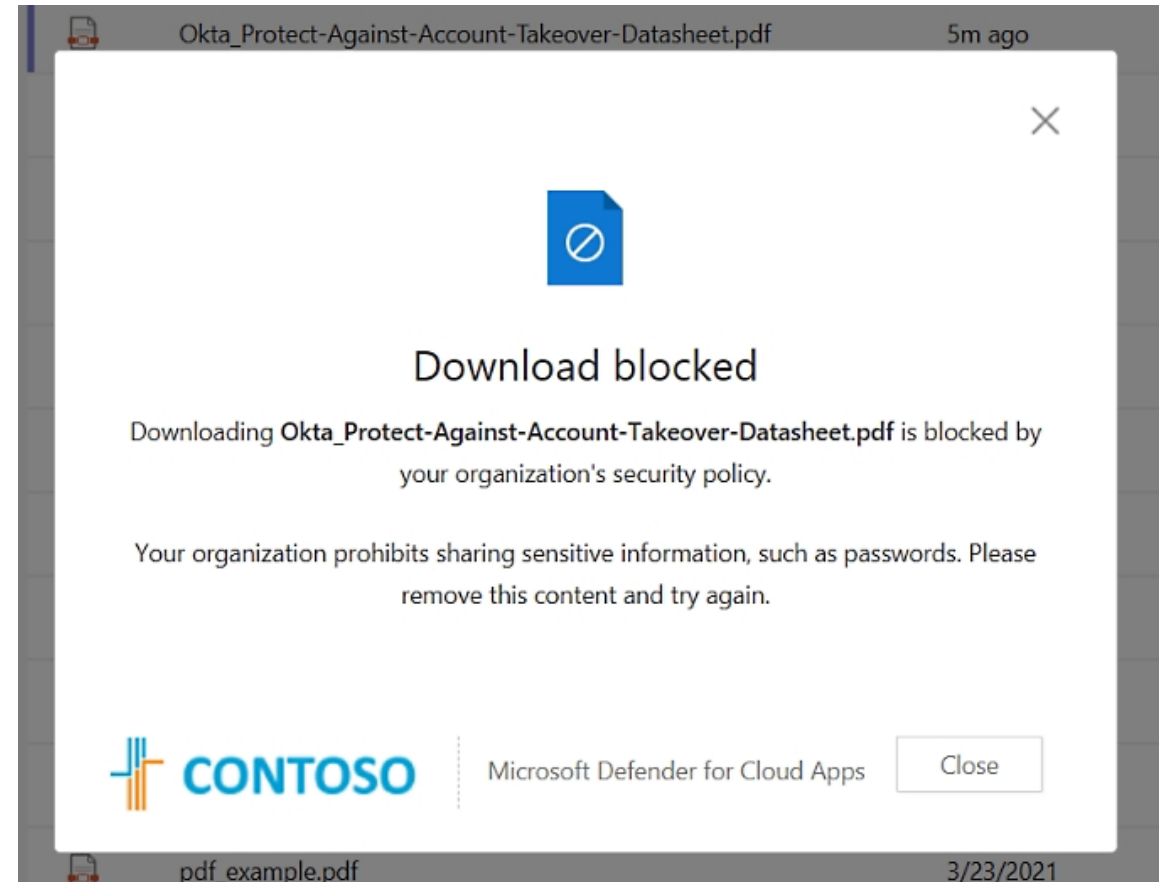 Okta_Protect-Against-Account-Takeover-Datasheet.pdf 5m ago
Download blocked
Downloading Okta_Protect-Against-Account-Takeover-Datasheet.pdf is blocked by
your organization's security policy.
Your organization prohibits sharing sensitive information, such as passwords. Please
remove this content and try again.
CONTOSO Microsoft Defender for Cloud Apps Close
pdf_example.pdf 3/23/2021